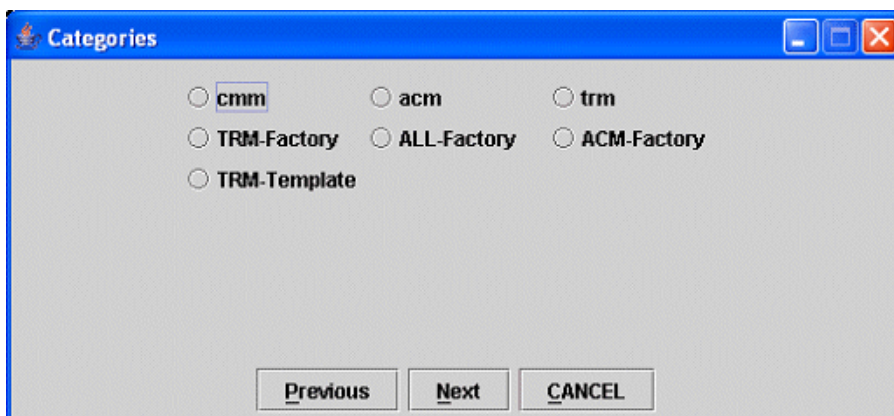 Categories
cmm acm trm
TRM-Factory ALL-Factory ACM-Factory
TRM-Template
Previous Next CANCEL